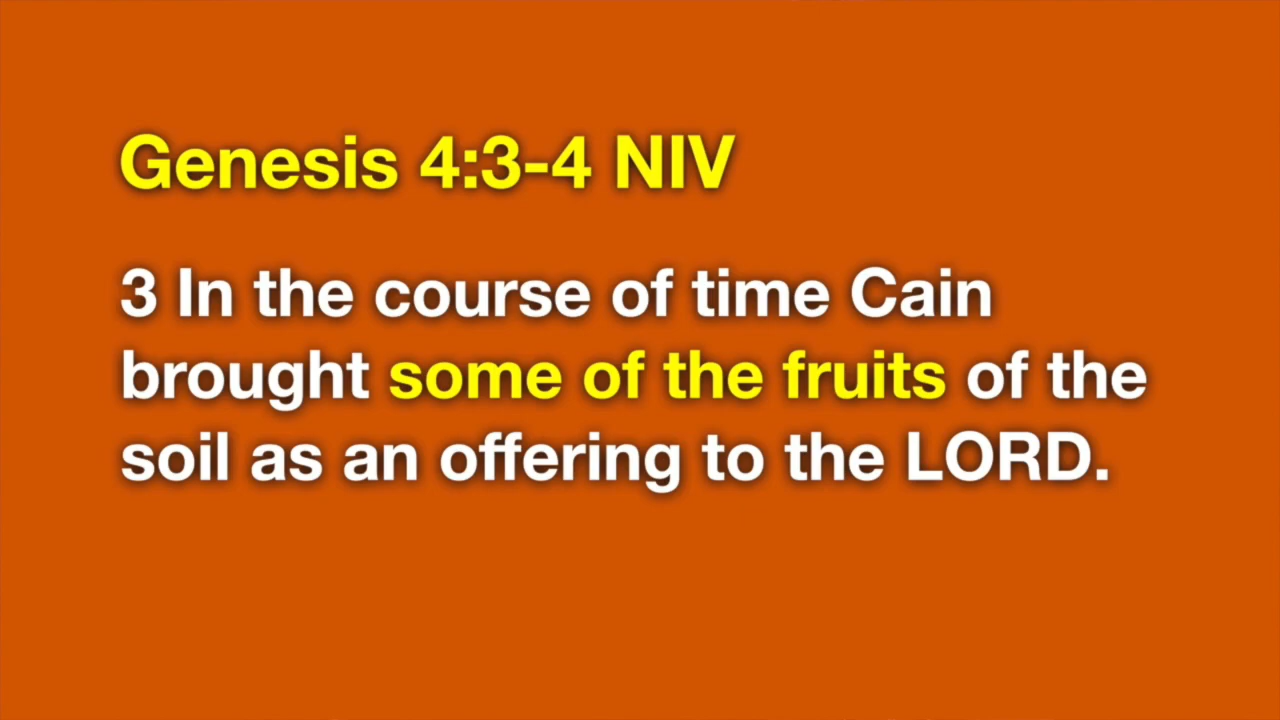 Genesis 4:3-4 NIV
3 In the course of time Cain
brought some of the fruits of the
soil as an offering to the LORD.